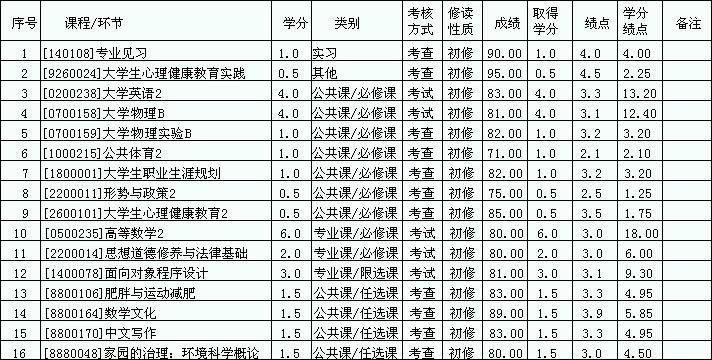 序号 课程/环节 学分 类别 考核方式 修读性质 成绩 取得学分 绩点 学分绩点 备注
1 [140108]专业见习 1.0 实习 考查 初修 90.00 1.0 4.0 4.00
2 [9260024]大学生心理健康教育实践 0.5 其他 考查 初修 95.00 0.5 4.5 2.25
3 [0200238]大学英语2 4.0 公共课/必修课 考试 初修 83.00 4.0 3.3 13.20
4 [0700158]大学物理B 4.0 公共课/必修课 考试 初修 81.00 4.0 3.1 12.40
5 [0700159]大学物理实验B 1.0 公共课/必修课 考查 初修 82.00 1.0 3.2 3.20
6 [1000215]公共体育2 1.0 公共课/必修课 考查 初修 71.00 1.0 2.1 2.10
7 [1800001]大学生职业生涯规划 1.0 公共课/必修课 考查 初修 82.00 1.0 3.2 3.20
8 [2200011]形势与政策2 0.5 公共课/必修课 考查 初修 75.00 0.5 2.5 1.25
9 [2600101]大学生心理健康教育2 0.5 公共课/必修课 考查 初修 85.00 0.5 3.5 1.75
10 [0500235]高等数学2 6.0 专业课/必修课 考试 初修 80.00 6.0 3.0 18.00
11 [2200014]思想道德修养与法律基础 2.0 专业课/必修课 考试 初修 80.00 2.0 3.0 6.00
12 [1400078]面向对象程序设计 3.0 专业课/限选课 考试 初修 81.00 3.0 3.1 9.30
13 [8800106]肥胖与运动减肥 1.5 公共课/任选课 考查 初修 83.00 1.5 3.3 4.95
14 [8800164]数学文化 1.5 公共课/任选课 考查 初修 89.00 1.5 3.9 5.85
15 [8800170]中文写作 1.5 公共课/任选课 考查 初修 83.00 1.5 3.3 4.95
16 [8880048]家园的治理：环境科学概论 1.5 公共课/任选课 考查 初修 80.00 1.5 3.0 4.50